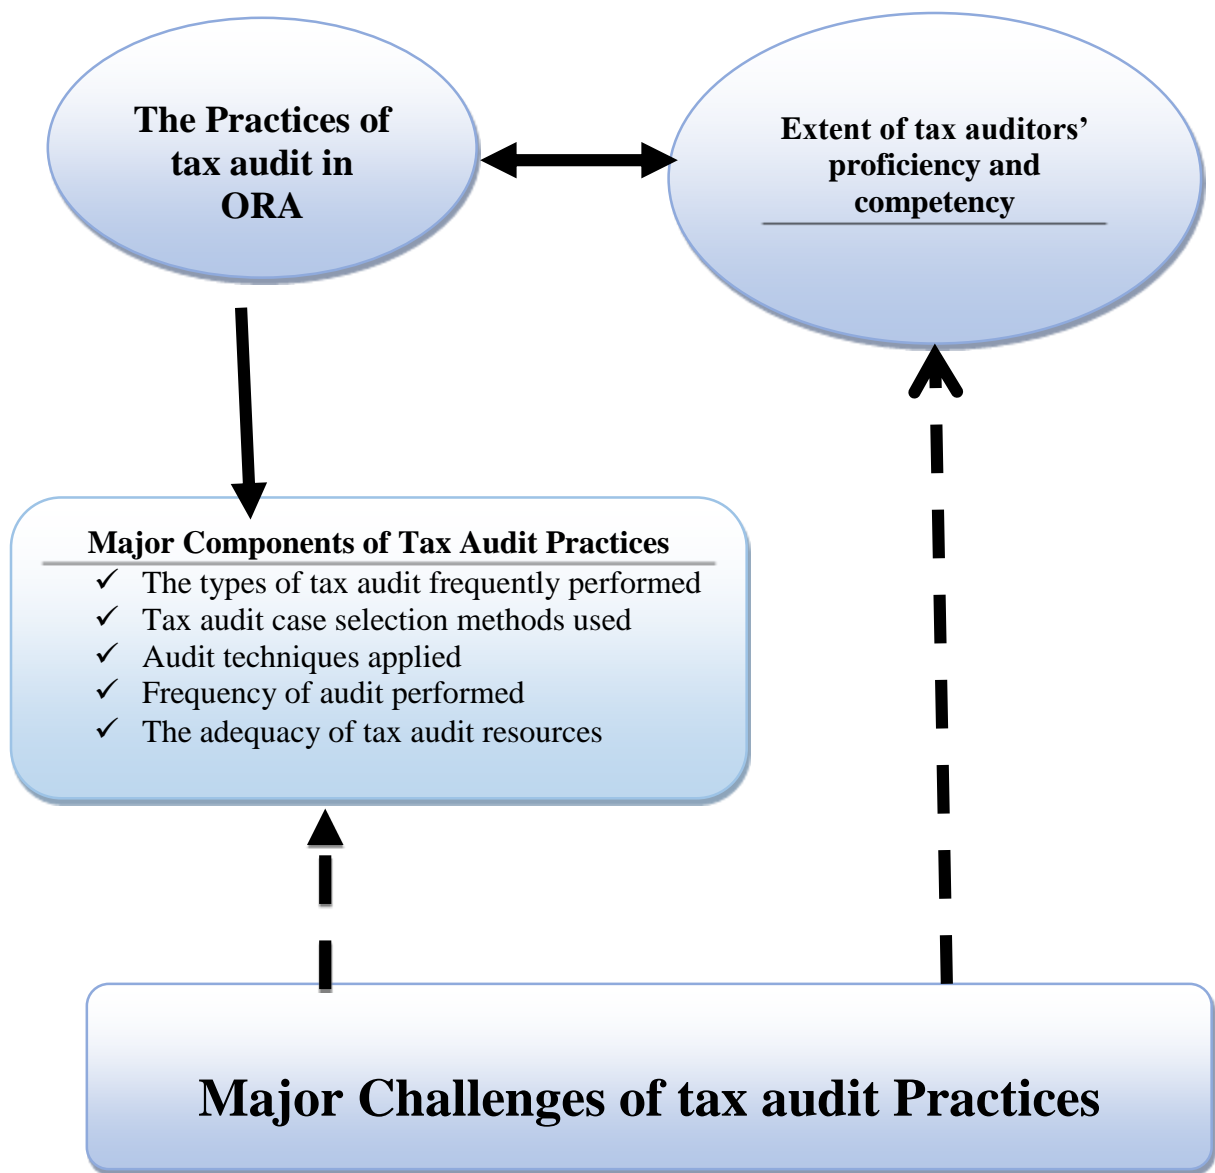 The Practices of
tax audit in
ORA
Extent of tax auditors’
proficiency and
competency
Major Components of Tax Audit Practices
✓ The types of tax audit frequently performed
✓ Tax audit case selection methods used
✓ Audit techniques applied
✓ Frequency of audit performed
✓ The adequacy of tax audit resources
Major Challenges of tax audit Practices